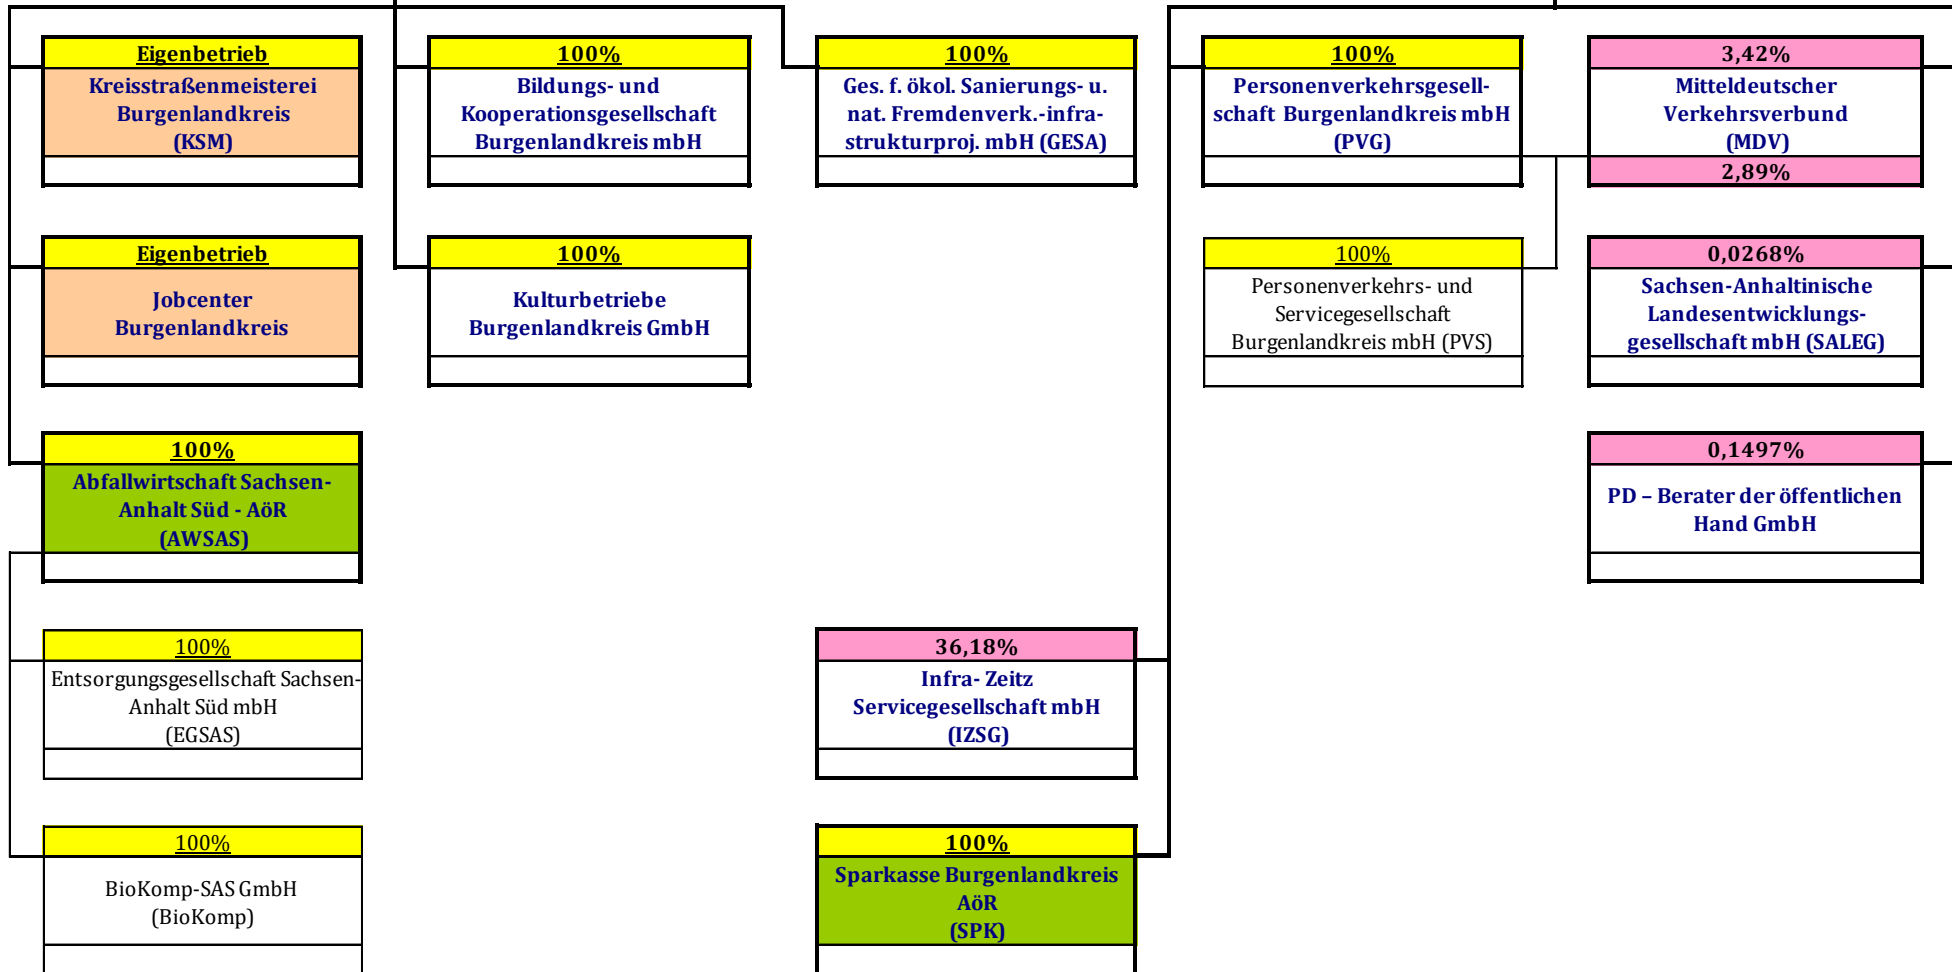 Eigenbetrieb
Kreisstraßenmeisterei
Burgenlandkreis
(KSM)
100%
Bildungs- und
Kooperationsgesellschaft
Burgenlandkreis mbH
100%
Ges. f. ökol. Sanierungs- u.
nat. Fremdenverk.-infra-
strukturproj. mbH (GESA)
100%
Personenverkehrsgesell-
schaft Burgenlandkreis mbH
(PVG)
3,42%
Mitteldeutscher
Verkehrsverbund
(MDV)
2,89%
Eigenbetrieb
Jobcenter
Burgenlandkreis
100%
Kulturbetriebe
Burgenlandkreis GmbH
100%
Personenverkehrs- und
Servicegesellschaft
Burgenlandkreis mbH (PVS)
0,0268%
Sachsen-Anhaltinische
Landesentwicklungs-
gesellschaft mbH (SALEG)
100%
Abfallwirtschaft Sachsen-
Anhalt Süd - AöR
(AWSAS)
0,1497%
PD – Berater der öffentlichen
Hand GmbH
100%
Entsorgungsgesellschaft Sachsen-
Anhalt Süd mbH
(EGSAS)
36,18%
Infra- Zeitz
Servicegesellschaft mbH
(IZSG)
100%
BioKomp-SAS GmbH
(BioKomp)
100%
Sparkasse Burgenlandkreis
AöR
(SPK)